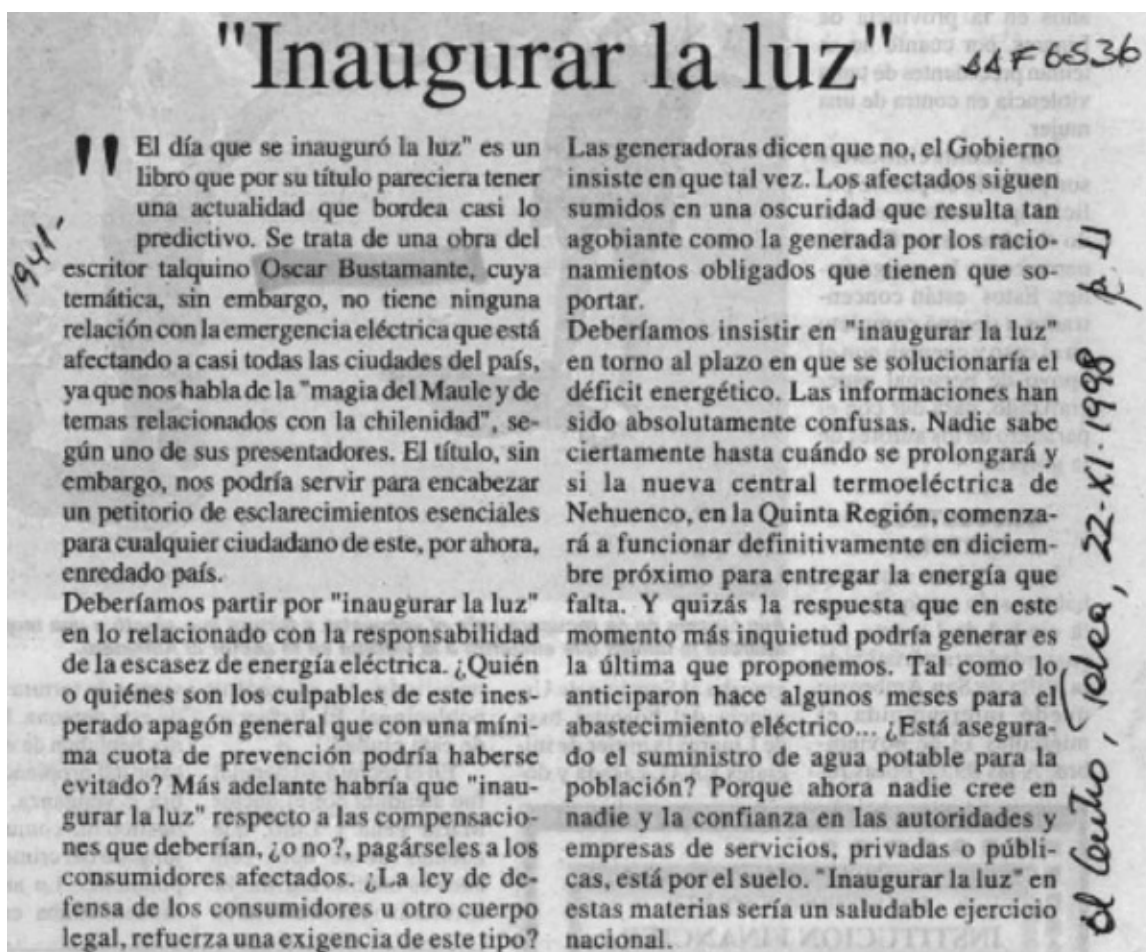 "Inaugurar la luz"
AAF 6536
"El día que se inauguró la luz" es un
libro que por su título pareciera tener
una actualidad que bordea casi lo
predictivo. Se trata de una obra del
escritor talquino Oscar Bustamante, cuya
temática, sin embargo, no tiene ninguna
relación con la emergencia eléctrica que está
afectando a casi todas las ciudades del país,
ya que nos habla de la "magia del Maule y de
temas relacionados con la chilenidad", se-
gún uno de sus presentadores. El título, sin
embargo, nos podría servir para encabezar
un petitorio de esclarecimientos esenciales
para cualquier ciudadano de este, por ahora,
enredado país.
Deberíamos partir por "inaugurar la luz"
en lo relacionado con la responsabilidad
de la escasez de energía eléctrica. ¿Quién
o quiénes son los culpables de este ines-
perado apagón general que con una míni-
ma cuota de prevención podría haberse
evitado? Más adelante habría que "inau-
gurar la luz" respecto a las compensacio-
nes que deberían, ¿o no?, pagárseles a los
consumidores afectados. ¿La ley de de-
fensa de los consumidores u otro cuerpo
legal, refuerza una exigencia de este tipo?
Las generadoras dicen que no, el Gobierno
insiste en que tal vez. Los afectados siguen
sumidos en una oscuridad que resulta tan
agobiante como la generada por los racio-
namientos obligados que tienen que so-
portar.
Deberíamos insistir en "inaugurar la luz"
en torno al plazo en que se solucionaría el
déficit energético. Las informaciones han
sido absolutamente confusas. Nadie sabe
ciertamente hasta cuándo se prolongará y
si la nueva central termoeléctrica de
Nehuenco, en la Quinta Región, comenza-
rá a funcionar definitivamente en diciem-
bre próximo para entregar la energía que
falta. Y quizás la respuesta que en este
momento más inquietud podría generar es
la última que proponemos. Tal como lo
anticiparon hace algunos meses para el
abastecimiento eléctrico... ¿Está asegura-
do el suministro de agua potable para la
población? Porque ahora nadie cree en
nadie y la confianza en las autoridades y
empresas de servicios, privadas o públi-
cas, está por el suelo. "Inaugurar la luz" en
estas materias sería un saludable ejercicio
nacional.
1941-
El Centro, (Talca, 22-XI-1998 p. 11